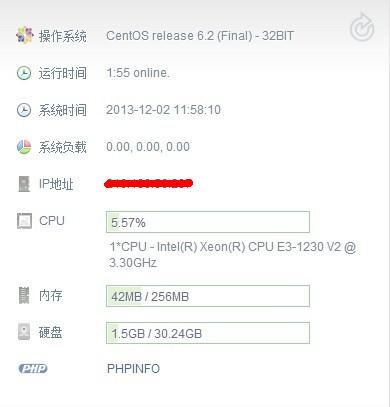 操作系统 CentOS release 6.2 (Final) - 32BIT
运行时间 1:55 online.
系统时间 2013-12-02 11:58:10
系统负载 0.00, 0.00, 0.00
IP地址
CPU 5.57%
1*CPU - Intel(R) Xeon(R) CPU E3-1230 V2 @
3.30GHz
内存 42MB / 256MB
硬盘 1.5GB / 30.24GB
PHP PHPINFO